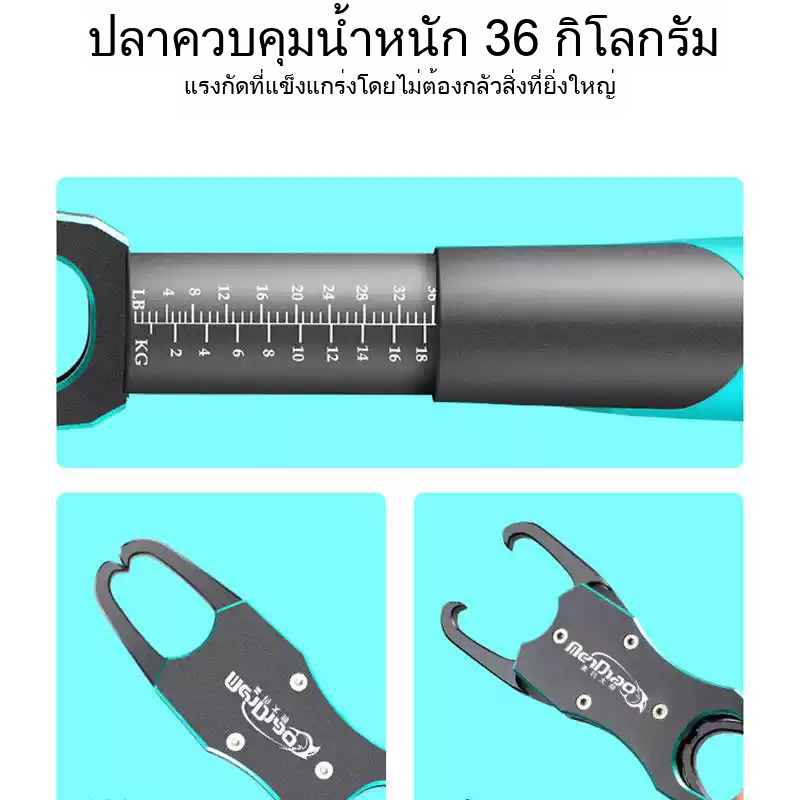 ปลาควบคุมน้ำหนัก 36 กิโลกรัม
แรงกัดที่แข็งแกร่งโดยไม่ต้องกลัวสิ่งที่ยิ่งใหญ่
LB 4 8 12 16 20 24 28 32 36
KG 2 4 6 8 10 12 14 16 18
MeiDiao
MeiDiao